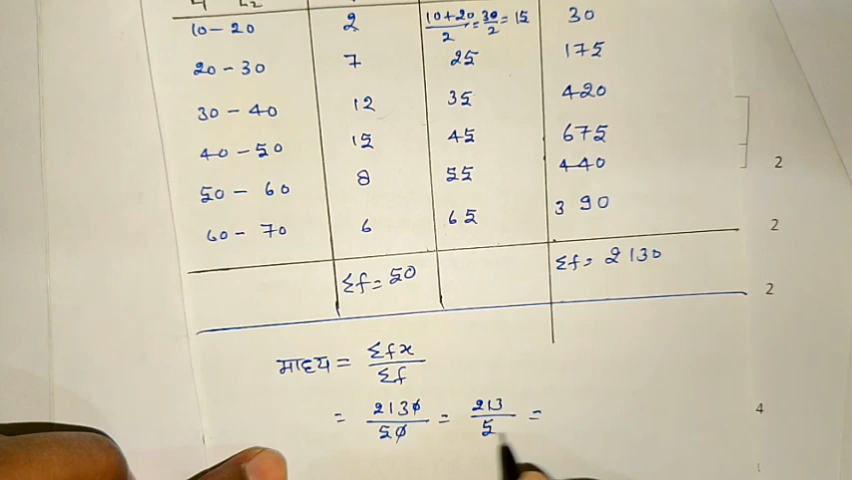 10 - 20 2 10+20/2 = 30/2 = 15 30
20 - 30 7 25 175
30 - 40 12 35 420
40 - 50 15 45 675
50 - 60 8 55 440
2
60 - 70 6 65 390
2
Σf = 50 Σf = 2130
2
माध्य = Σfx/Σf
= 2130/50 = 213/5 =
4